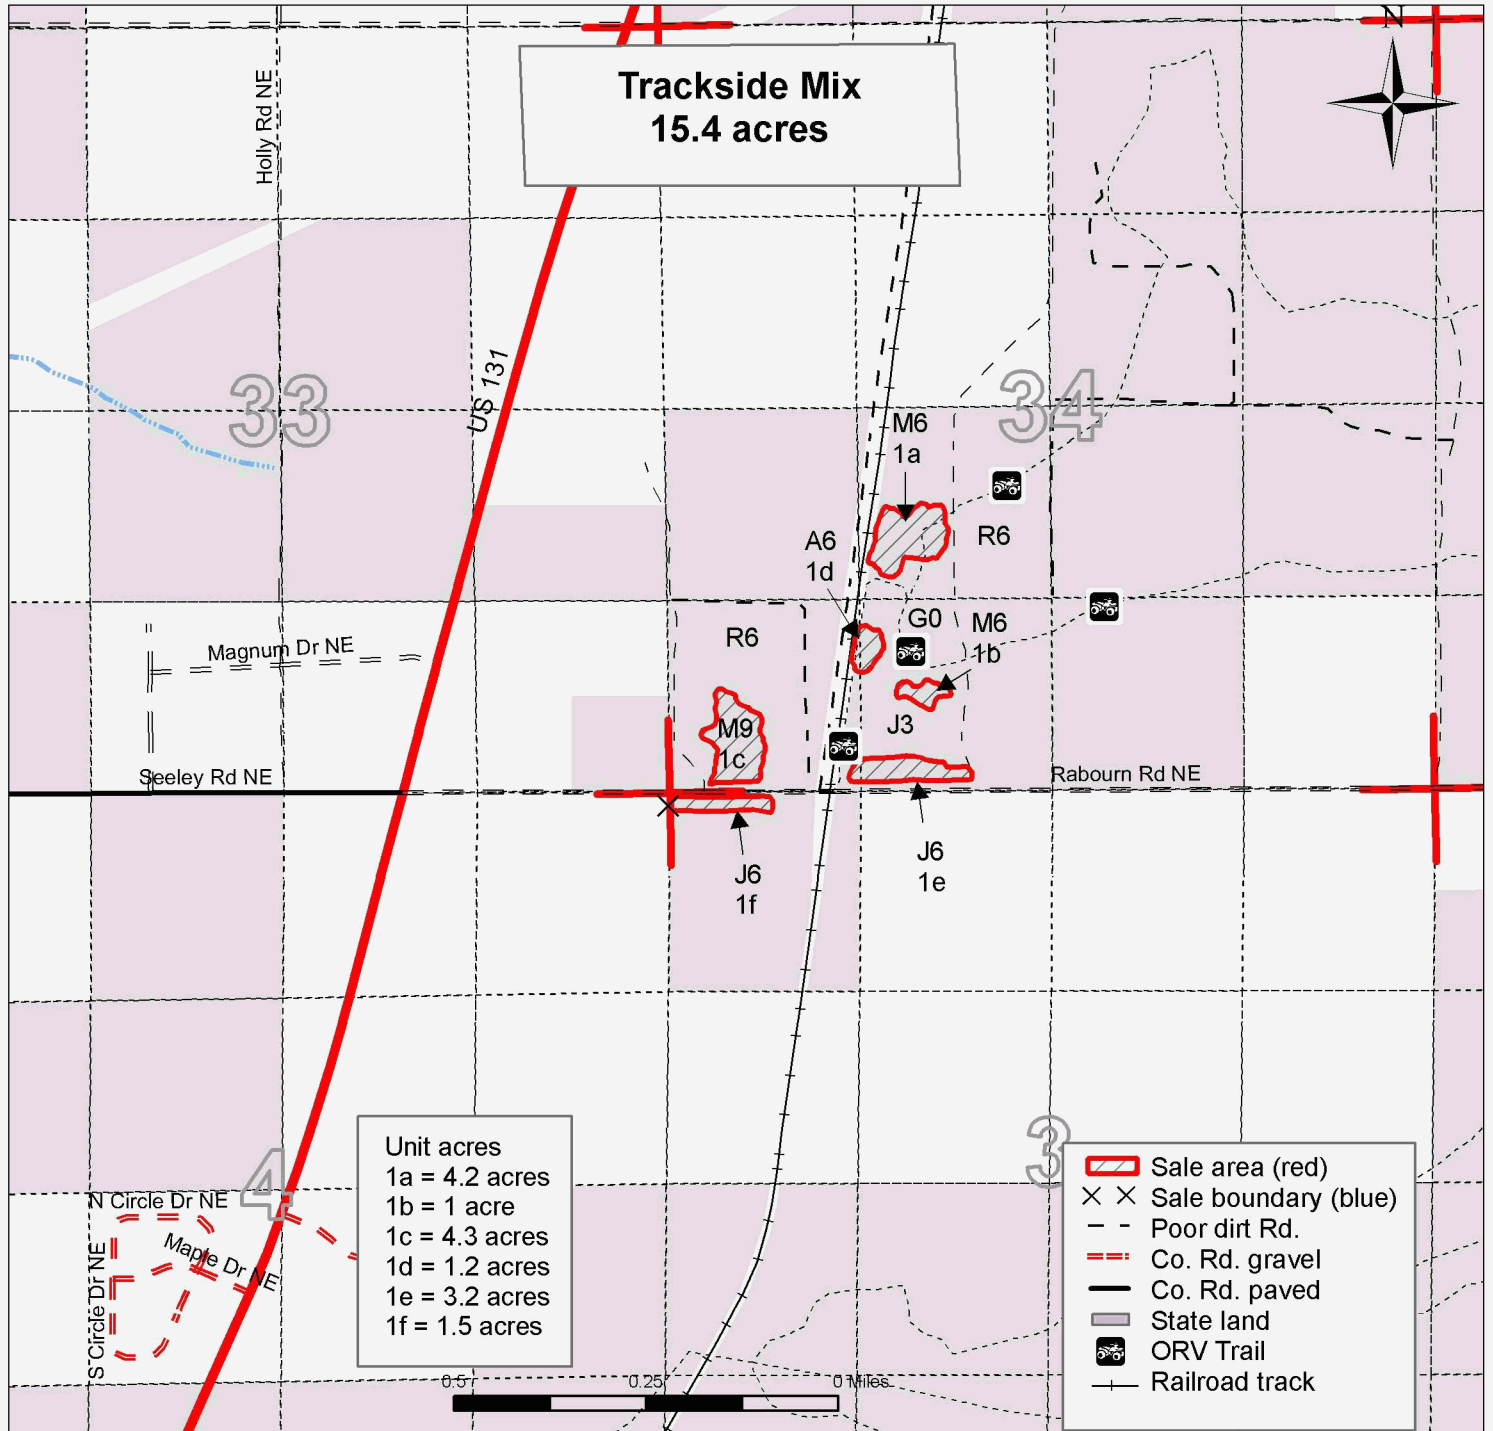 N
Trackside Mix
15.4 acres
Holly Rd NE
US 131
33
34
M6
1a
A6
1d
R6
G0
M6
1b
R6
Magnum Dr NE
M9
1c
J3
Seeley Rd NE
Rabourn Rd NE
J6
1e
J6
1f
4
3
N Circle Dr NE
Maple Dr NE
S Circle Dr NE
Unit acres
1a = 4.2 acres
1b = 1 acre
1c = 4.3 acres
1d = 1.2 acres
1e = 3.2 acres
1f = 1.5 acres
0.5 0.25 0 Miles
Sale area (red)
Sale boundary (blue)
Poor dirt Rd.
Co. Rd. gravel
Co. Rd. paved
State land
ORV Trail
Railroad track